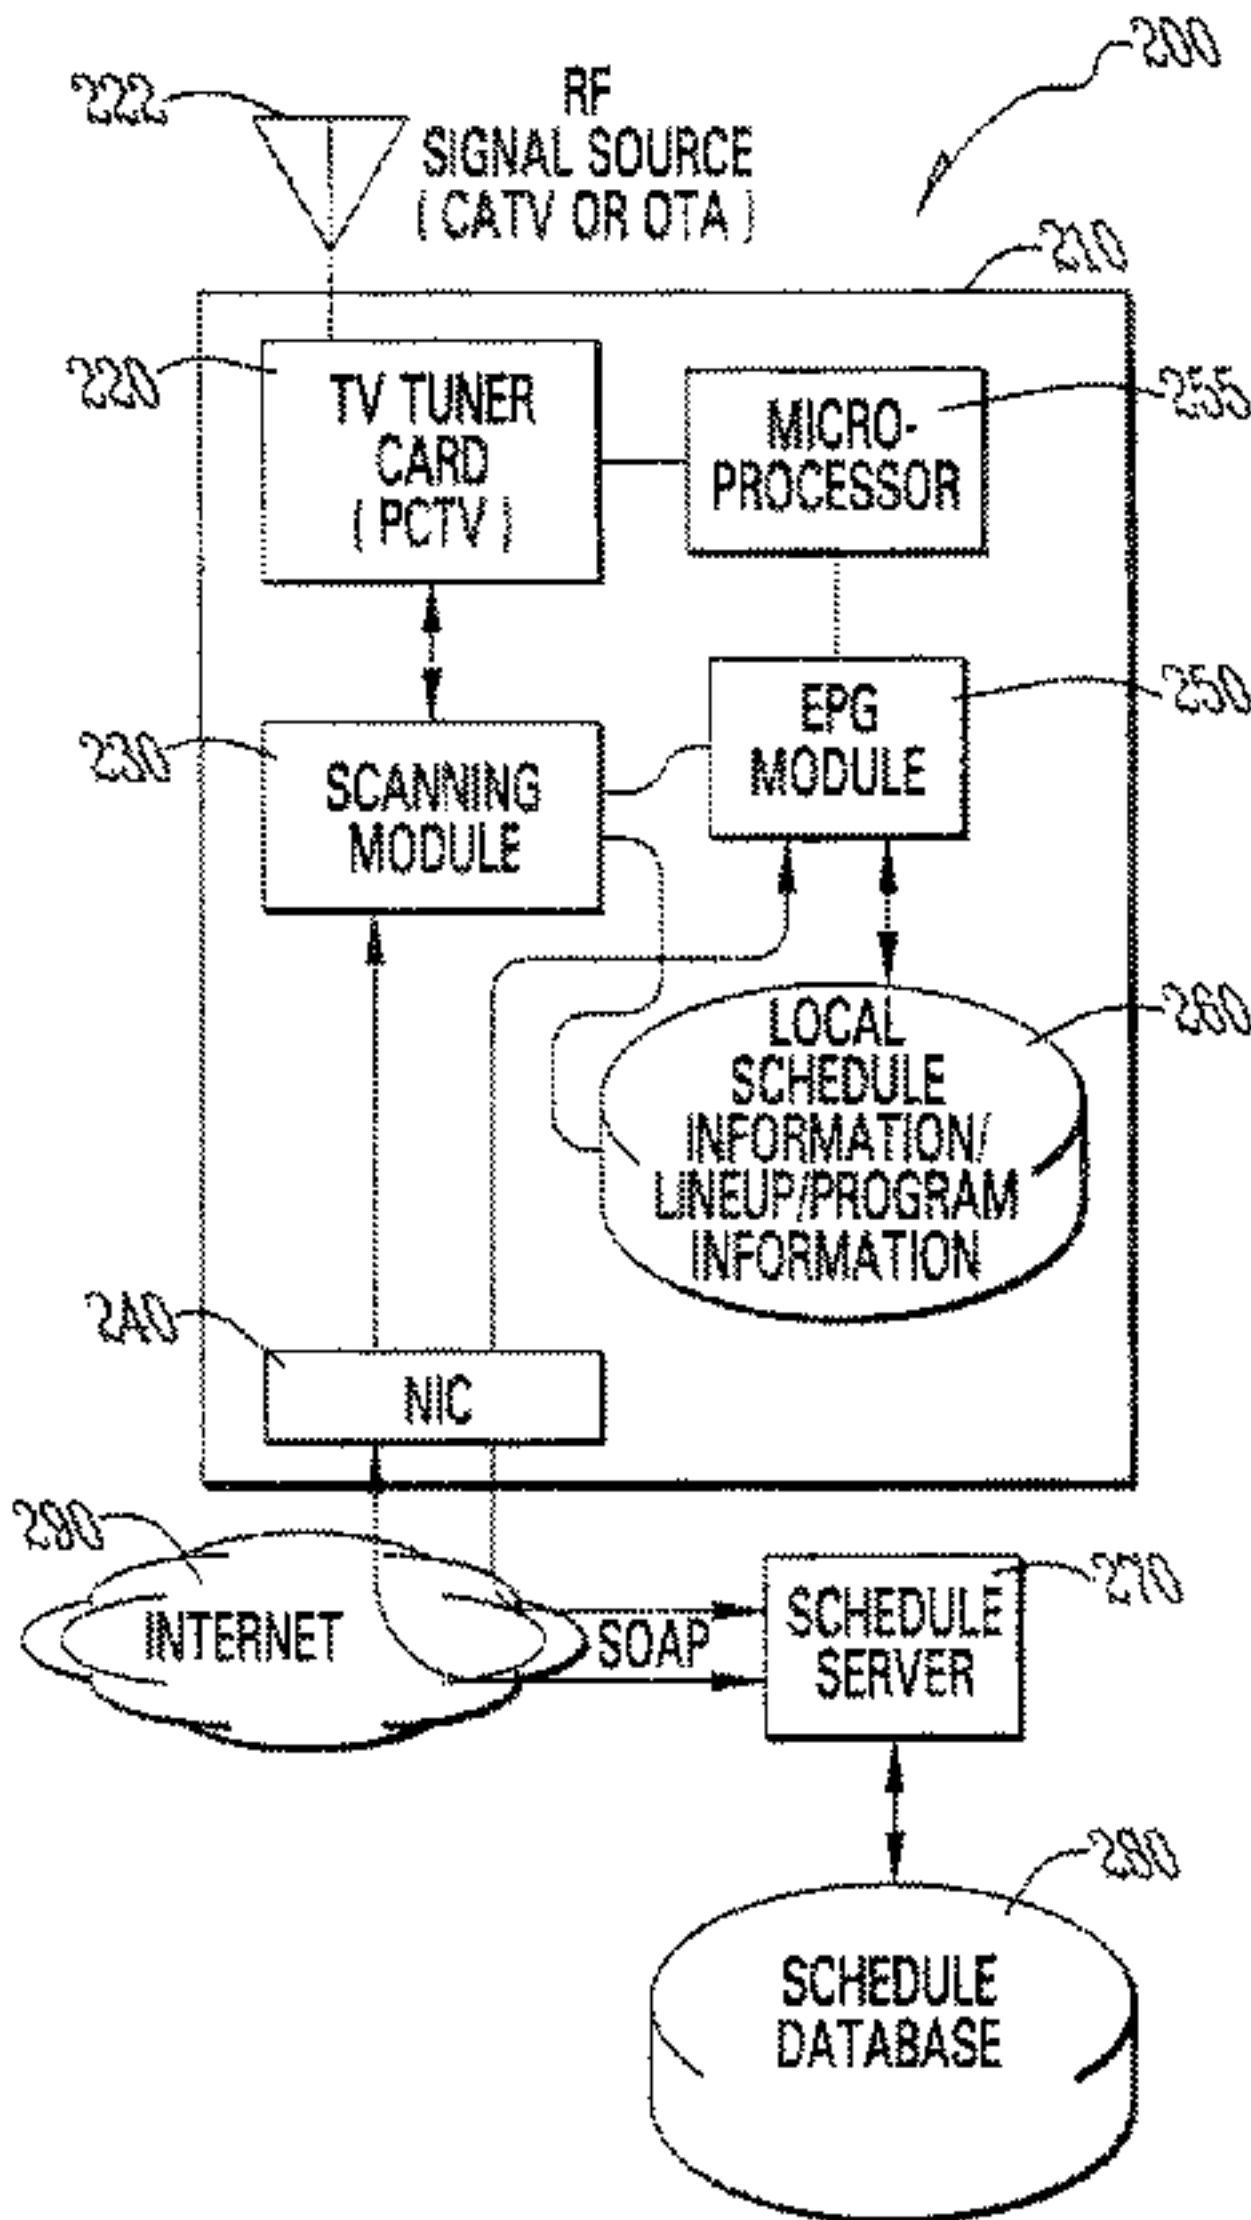 200
222
RF
SIGNAL SOURCE
( CATV OR OTA )
210
220
TV TUNER
CARD
( PCTV )
255
MICRO-
PROCESSOR
250
EPG
MODULE
230
SCANNING
MODULE
260
LOCAL
SCHEDULE
INFORMATION/
LINEUP/PROGRAM
INFORMATION
240
NIC
290
INTERNET
SOAP
270
SCHEDULE
SERVER
280
SCHEDULE
DATABASE